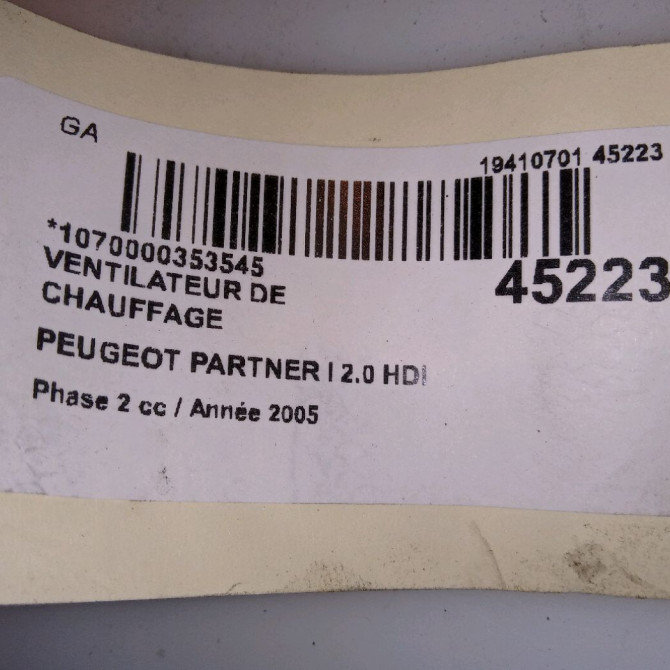 GA
19410701 45223
*1070000353545
45223
VENTILATEUR DE
CHAUFFAGE
PEUGEOT PARTNER I 2.0 HDI
Phase 2 cc / Année 2005